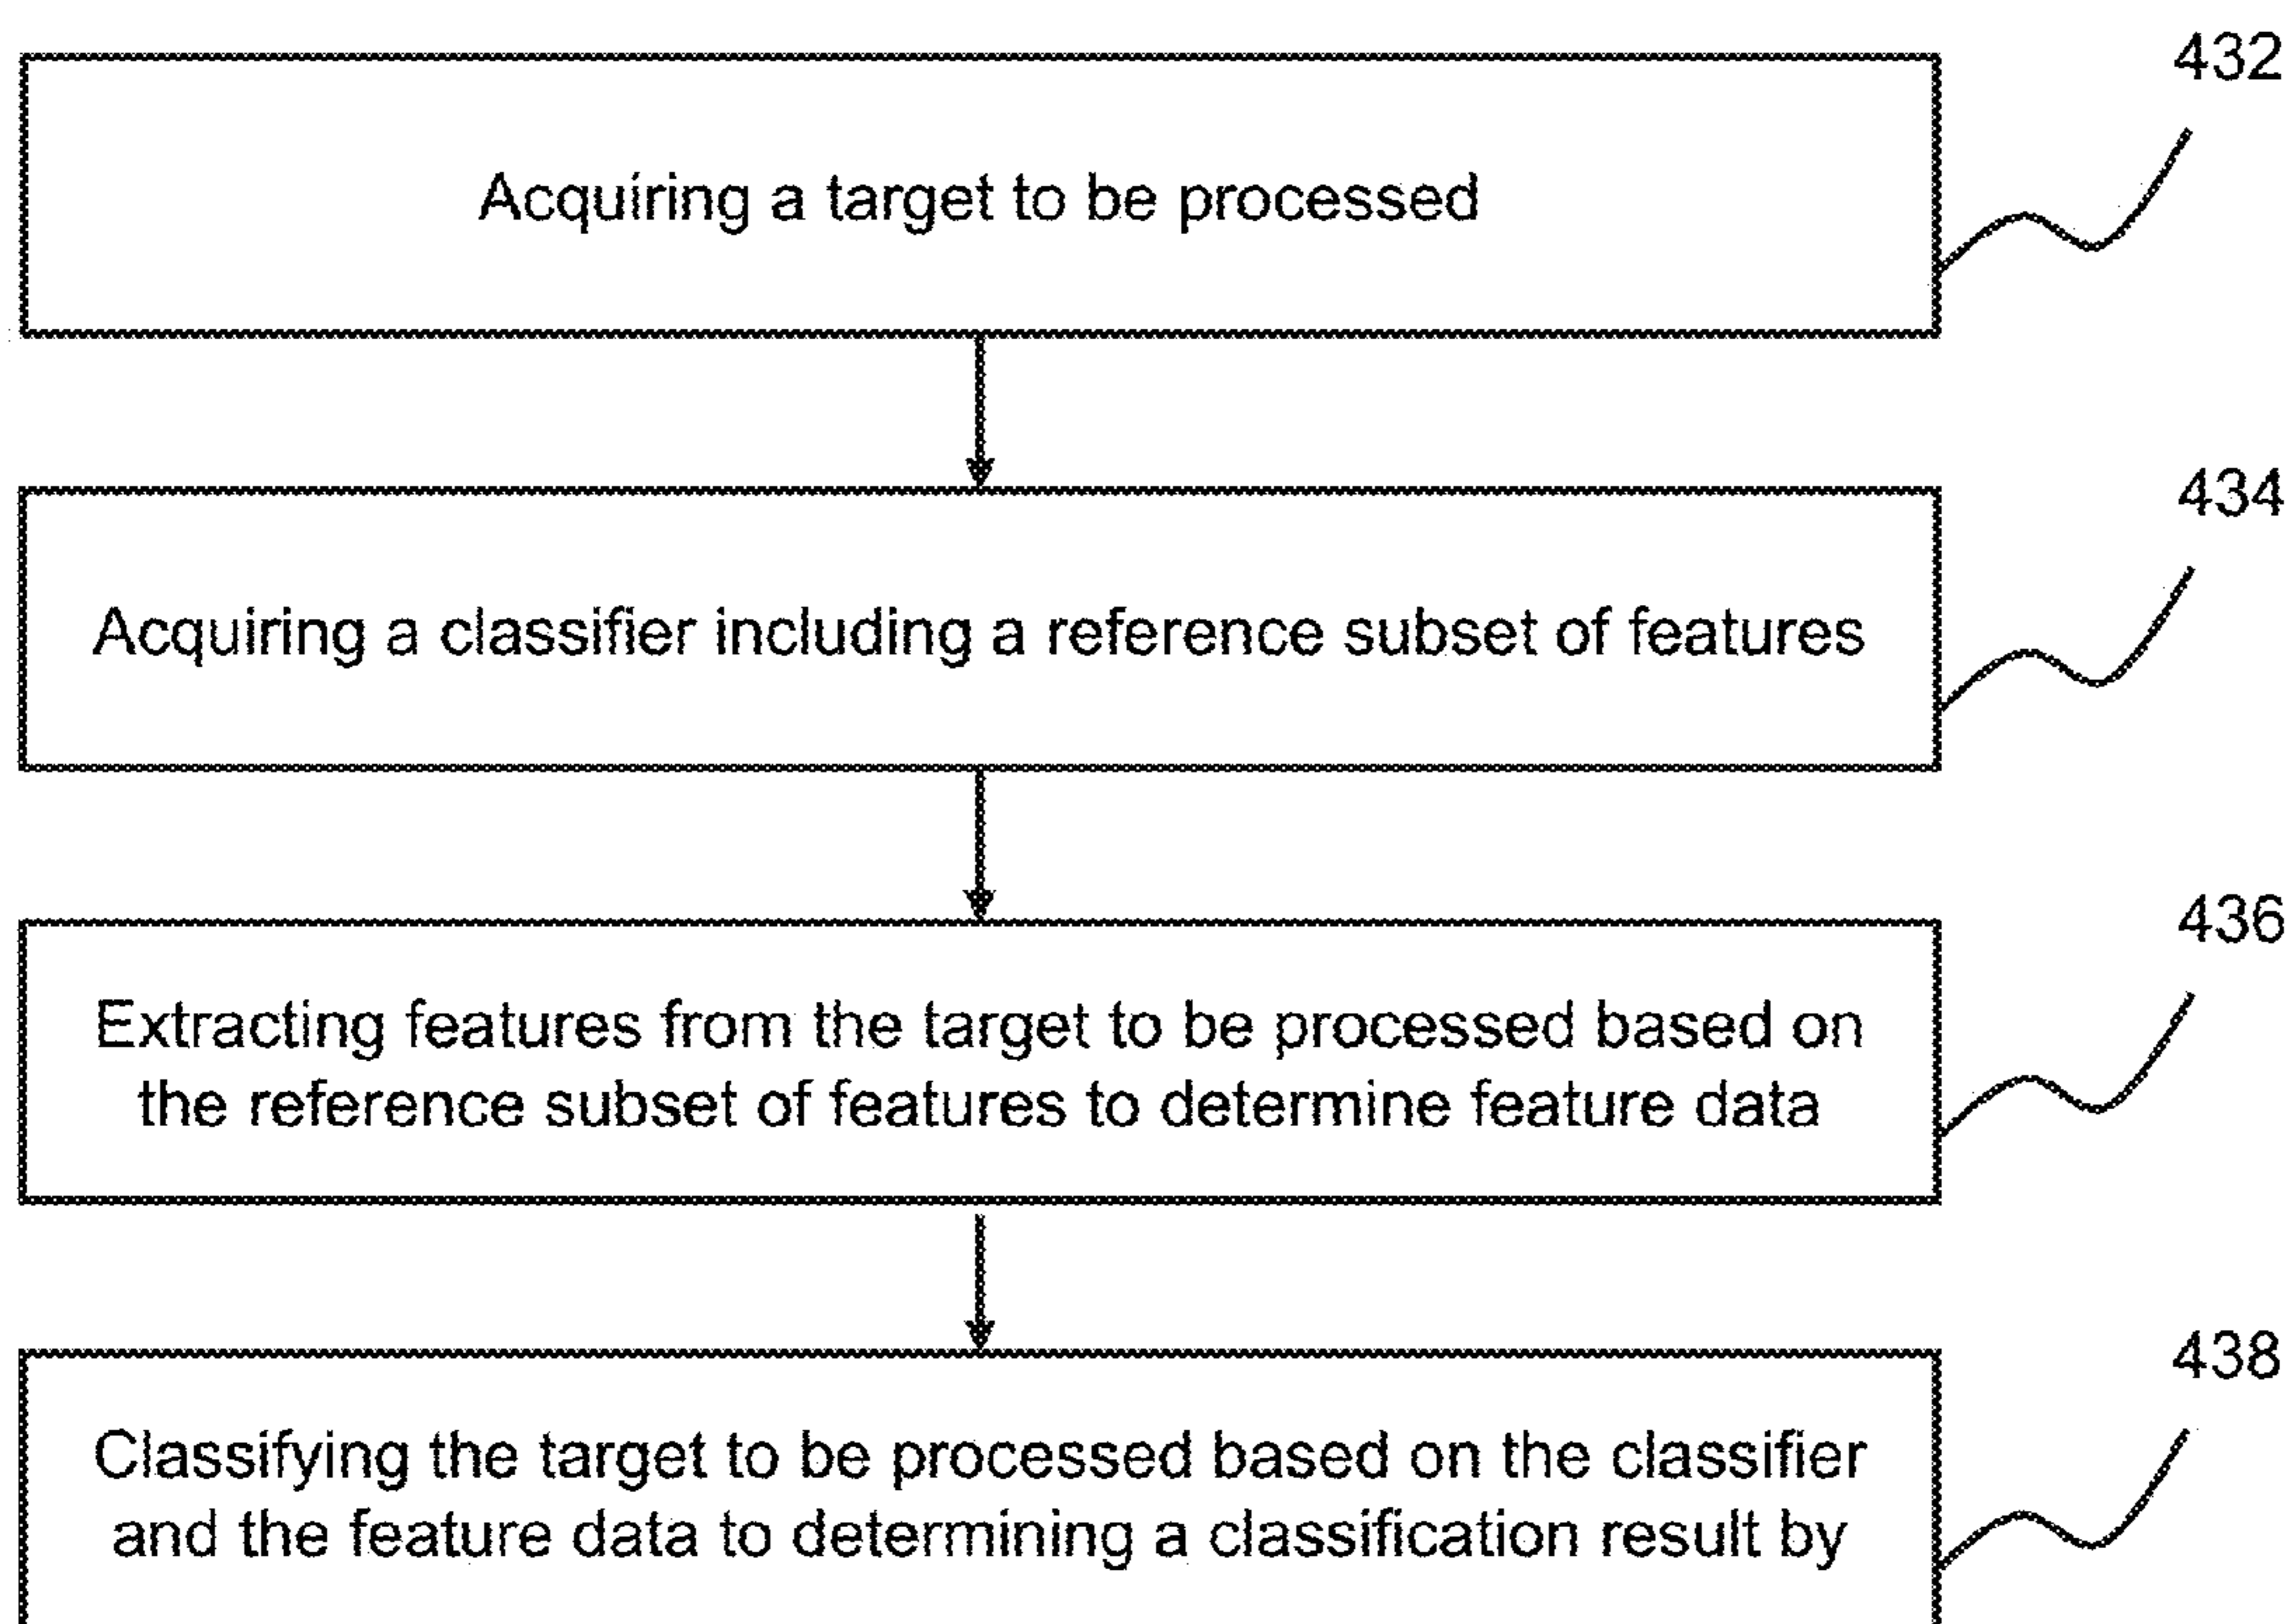 432
Acquiring a target to be processed
434
Acquiring a classifier including a reference subset of features
436
Extracting features from the target to be processed based on
the reference subset of features to determine feature data
438
Classifying the target to be processed based on the classifier
and the feature data to determining a classification result by